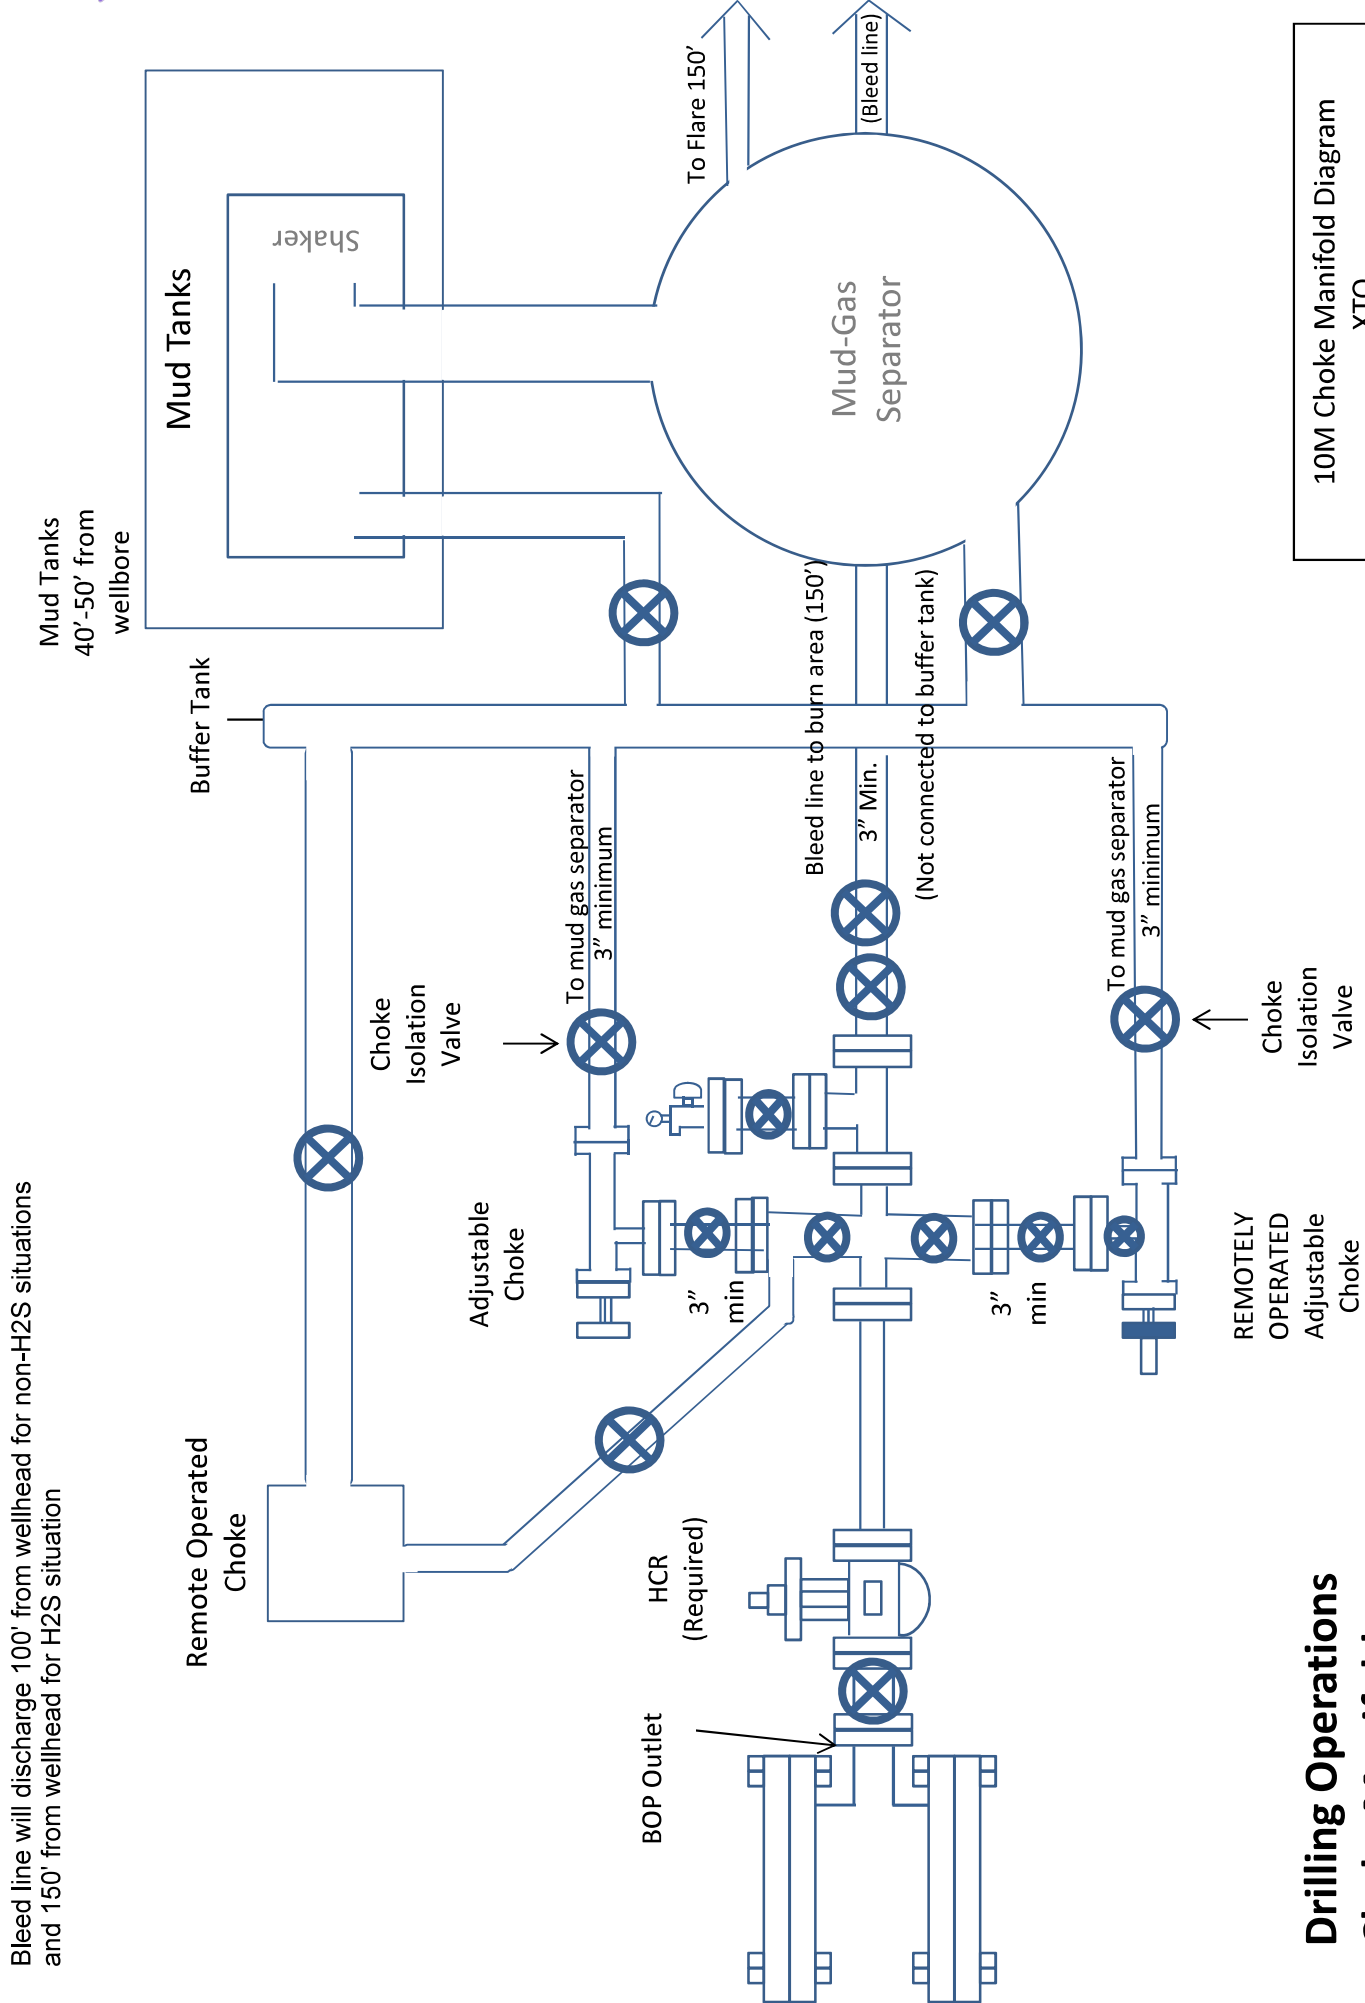 Bleed line will discharge 100' from wellhead for non-H2S situations
and 150' from wellhead for H2S situation
Mud Tanks
40’-50’ from
wellbore
Mud Tanks
Shaker
Buffer Tank
Remote Operated
Choke
Choke
Isolation
Valve
Adjustable
Choke
To mud gas separator
3” minimum
HCR
(Required)
BOP Outlet
3”
min
To Flare 150’
(Bleed line)
Mud-Gas
Separator
Bleed line to burn area (150’)
3” Min.
(Not connected to buffer tank)
3”
min
To mud gas separator
3” minimum
Choke
Isolation
Valve
REMOTELY
OPERATED
Adjustable
Choke
10M Choke Manifold Diagram
XTO
Drilling Operations